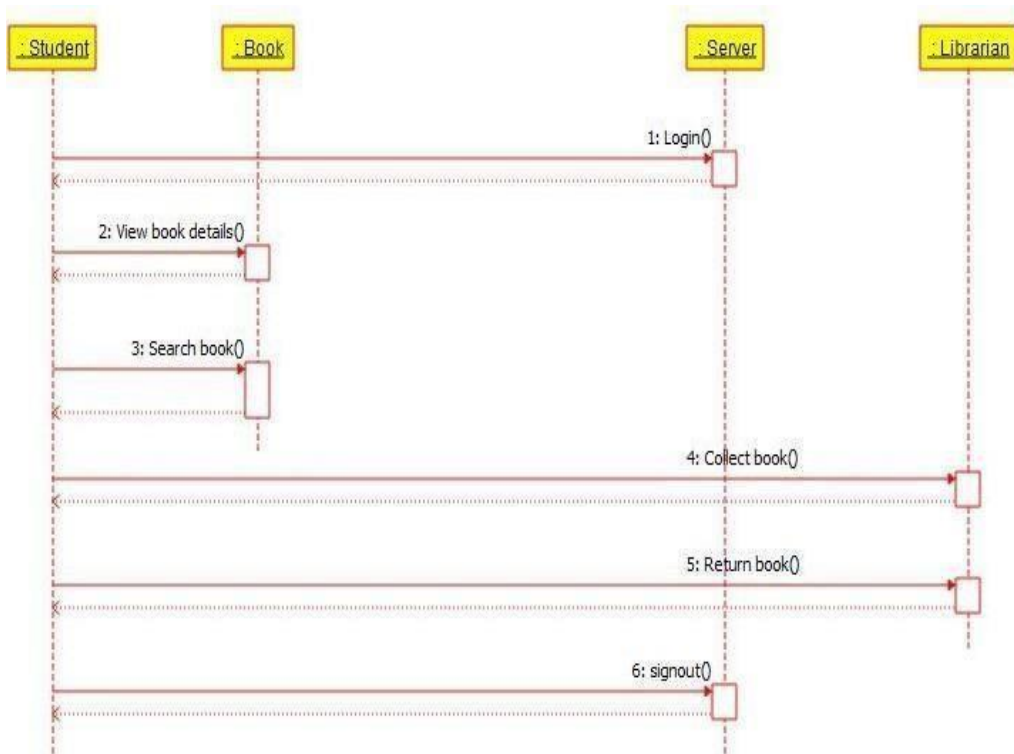 : Student
: Book
: Server
: Librarian
1: Login()
2: View book details()
3: Search book()
4: Collect book()
5: Return book()
6: signout()